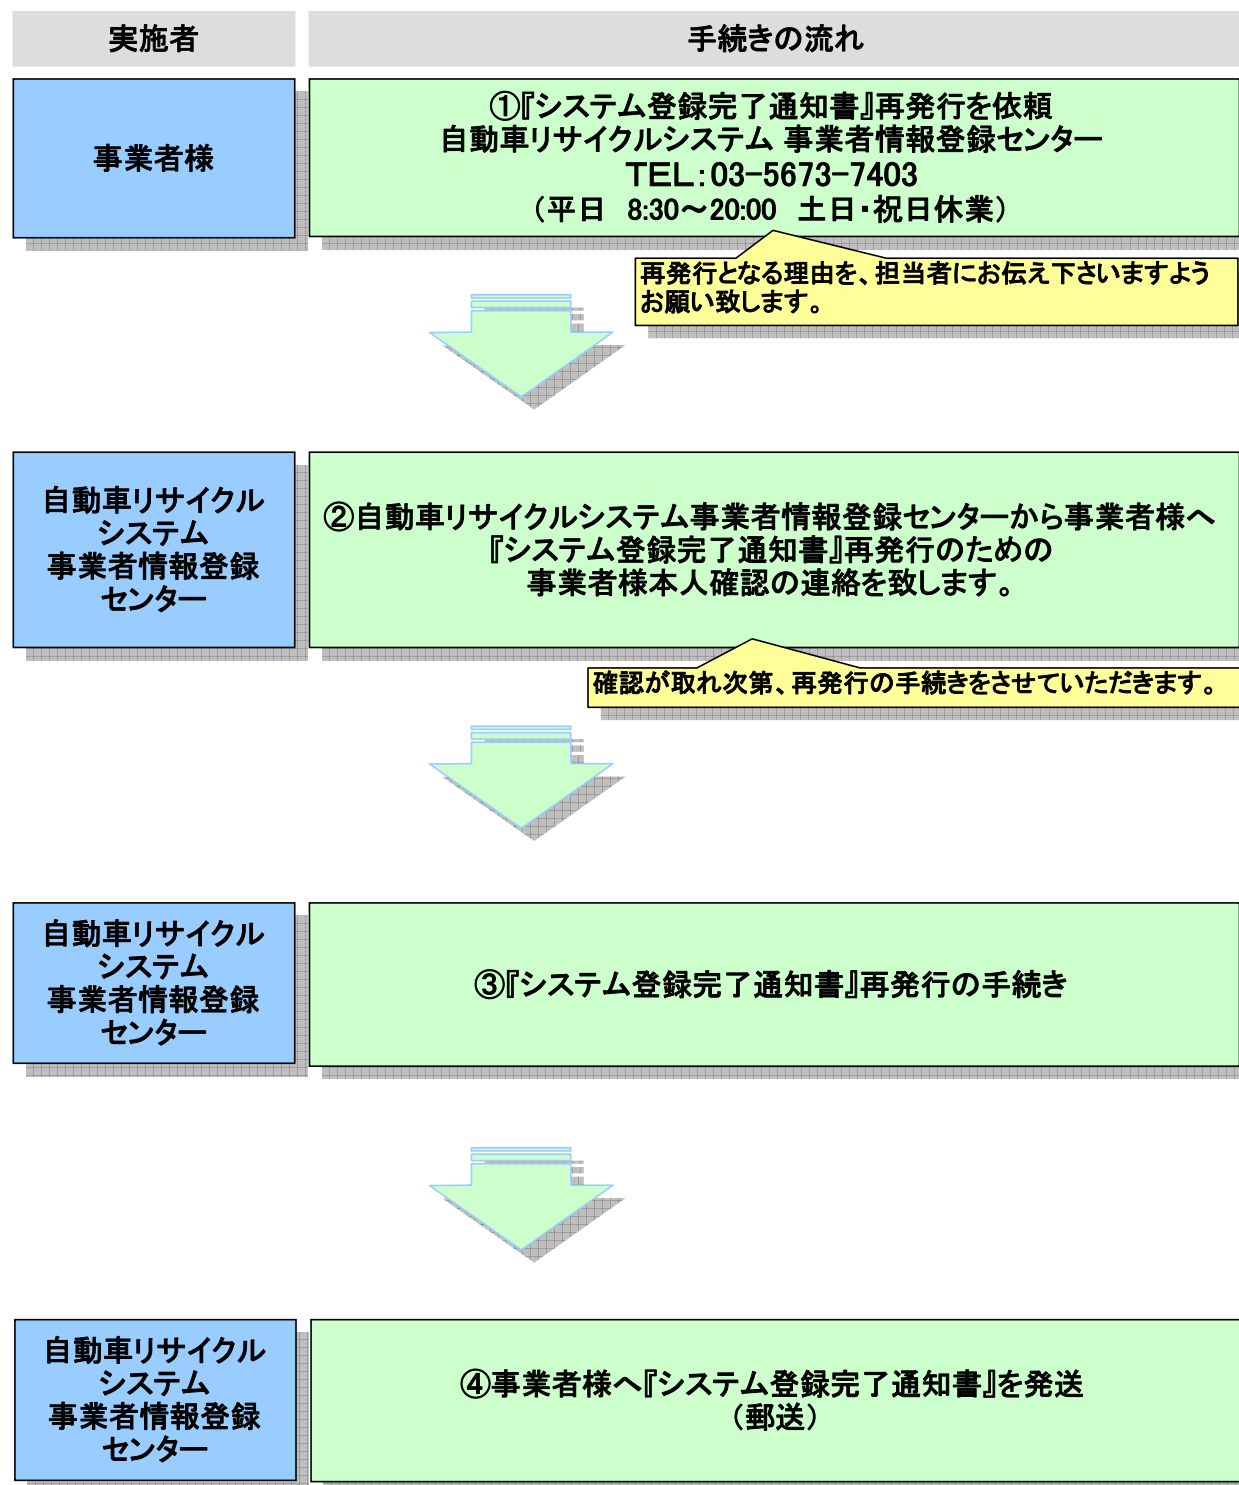 実施者
手続きの流れ
事業者様
①『システム登録完了通知書』再発行を依頼
自動車リサイクルシステム 事業者情報登録センター
ＴＥＬ：03-5673-7403
（平日　8:30～20:00　土日・祝日休業）
再発行となる理由を、担当者にお伝え下さいますよう
お願い致します。
自動車リサイクル
システム
事業者情報登録
センター
②自動車リサイクルシステム事業者情報登録センターから事業者様へ
『システム登録完了通知書』再発行のための
事業者様本人確認の連絡を致します。
確認が取れ次第、再発行の手続きをさせていただきます。
自動車リサイクル
システム
事業者情報登録
センター
③『システム登録完了通知書』再発行の手続き
自動車リサイクル
システム
事業者情報登録
センター
④事業者様へ『システム登録完了通知書』を発送
（郵送）